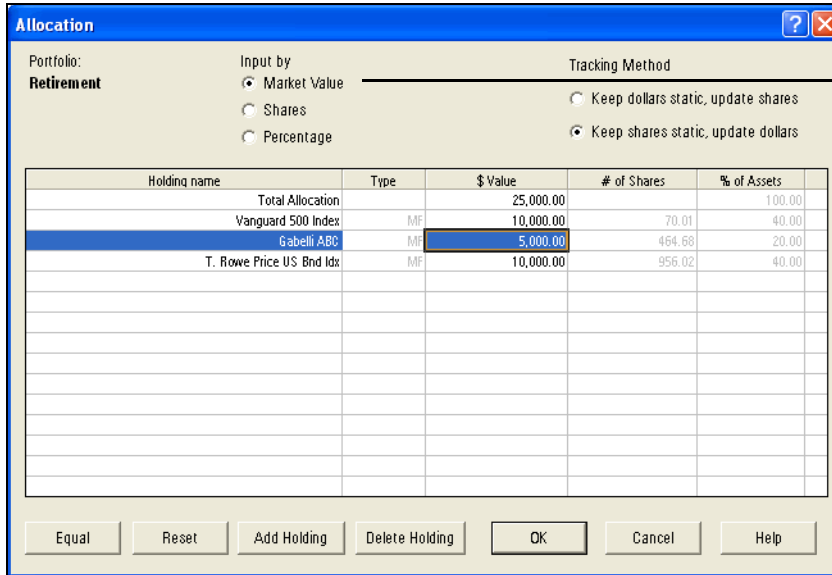 Allocation
Portfolio: Input by Tracking Method
Retirement Market Value
Keep dollars static, update shares
Shares
Keep shares static, update dollars
Percentage
Holding name Type $ Value # of Shares % of Assets
Total Allocation 25,000.00 100.00
Vanguard 500 Index MF 10,000.00 70.01 40.00
Gabelli ABC MF 5,000.00 464.68 20.00
T. Rowe Price US Bnd Idx MF 10,000.00 956.02 40.00
Equal Reset Add Holding Delete Holding OK Cancel Help